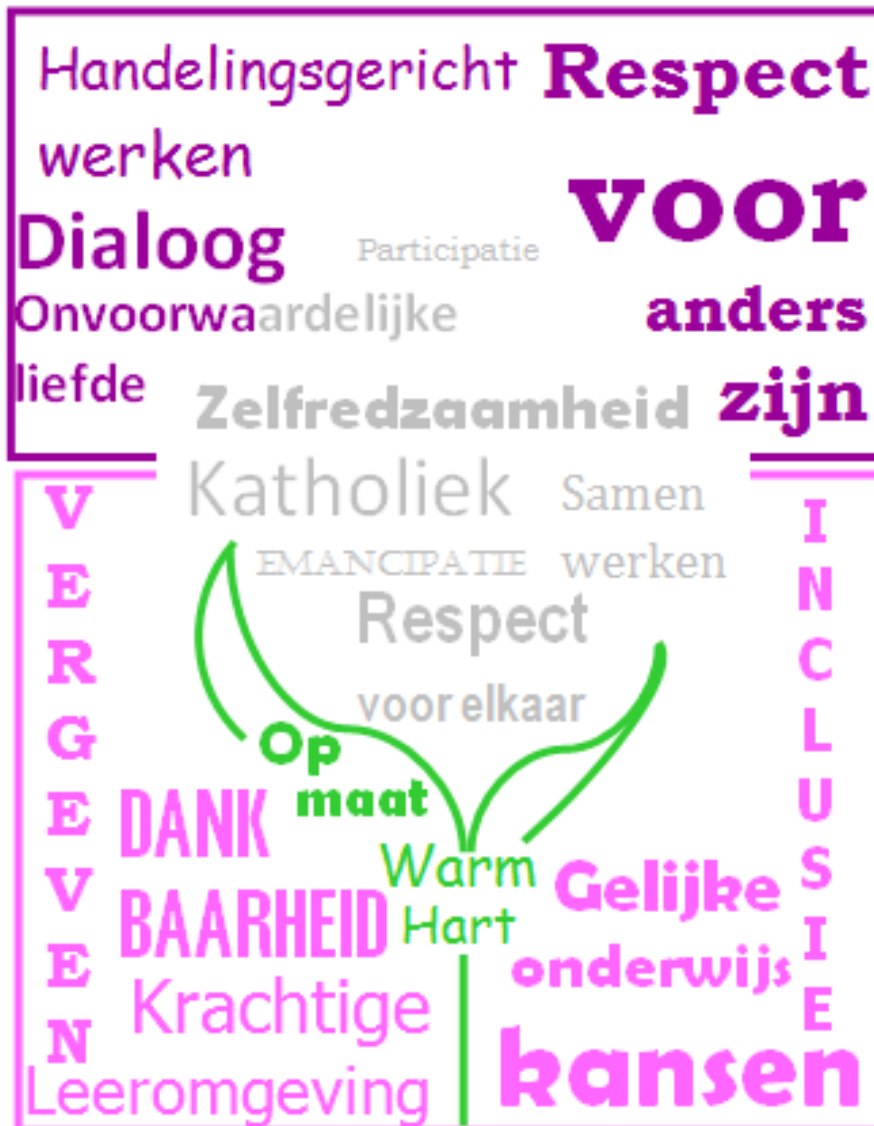 Handelingsgericht
werken
Respect
voor
anders
zijn
Dialoog
Participatie
Onvoorwaardelijke
liefde
Zelfredzaamheid
Katholiek
Samen
werken
EMANCIPATIE
Respect
voor elkaar
VERGEVEN
INCLUSIE
Op
maat
DANK
BAARHEID
Warm
Hart
Gelijke
onderwijs
kansen
Krachtige
Leeromgeving